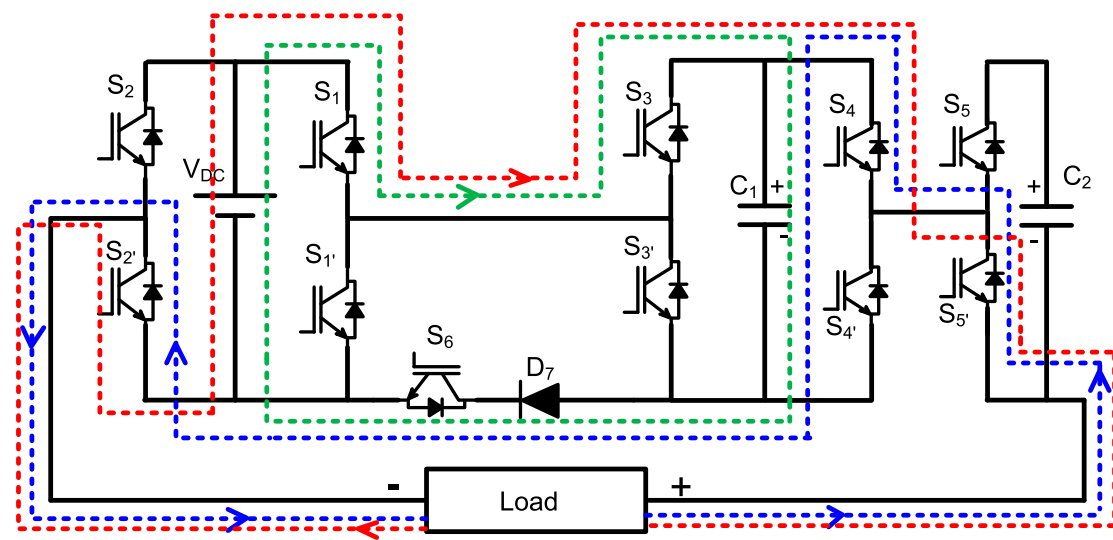 S2
S1
S3
S4
S5
VDC
C1
+
-
+
C2
-
S2'
S1'
S3'
S4'
S5'
S6
D7
-
Load
+